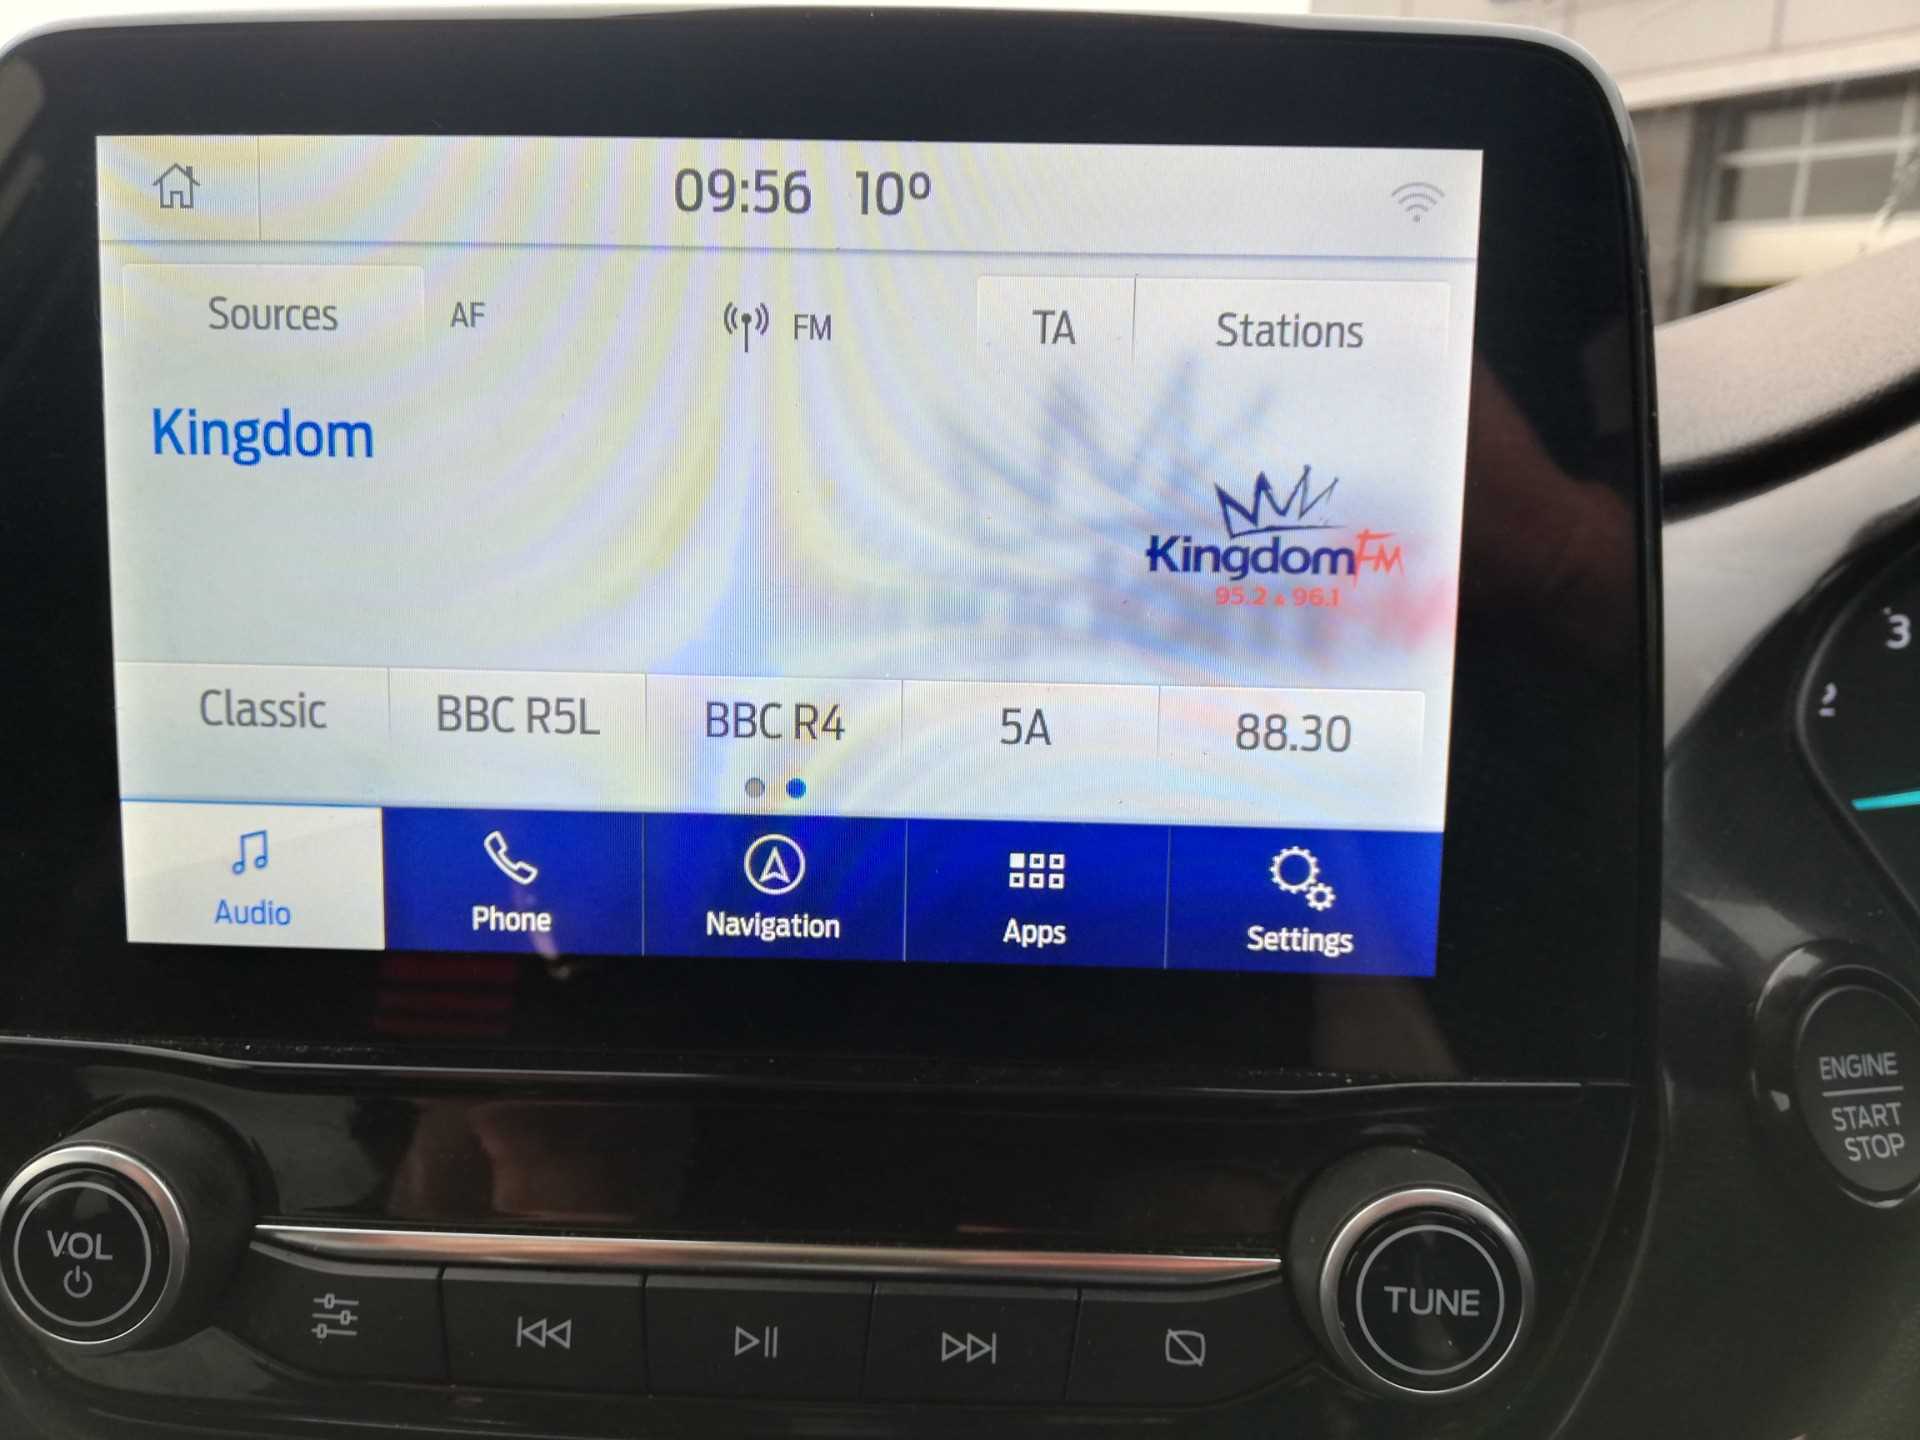 09:56 10°
Sources AF FM TA Stations
Kingdom
KingdomFM
95.2 & 96.1
Classic BBC R5L BBC R4 5A 88.30
Audio Phone Navigation Apps Settings
3
2
ENGINE
START
STOP
VOL
TUNE